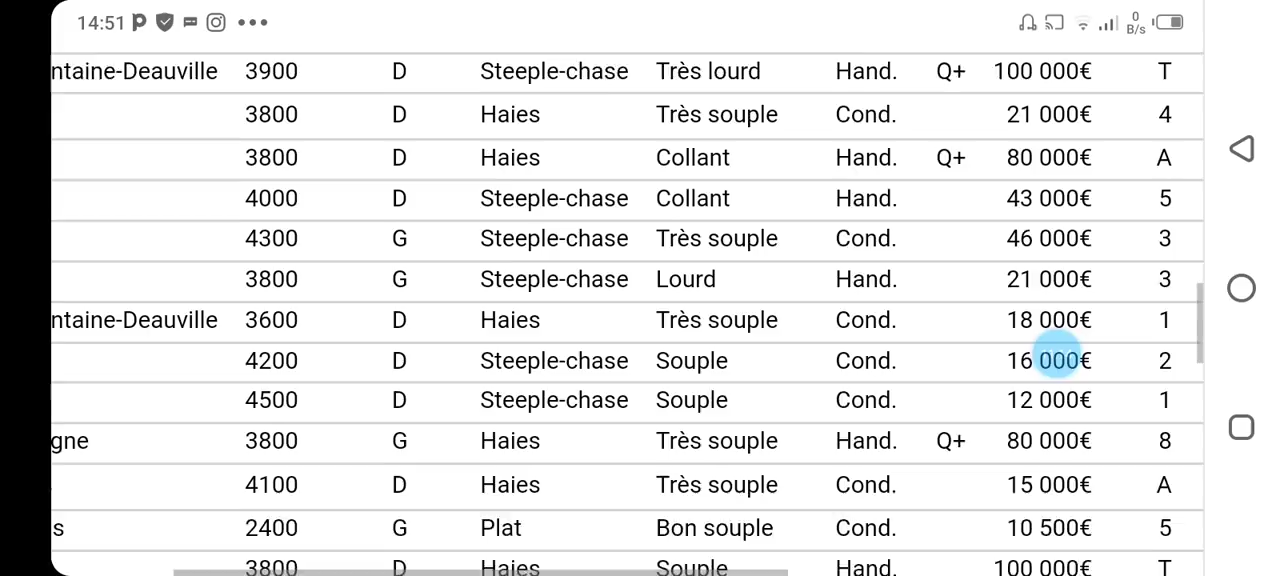 14:51 0 B/s
ntaine-Deauville 3900 D Steeple-chase Très lourd Hand. Q+ 100 000€ T
3800 D Haies Très souple Cond. 21 000€ 4
3800 D Haies Collant Hand. Q+ 80 000€ A
4000 D Steeple-chase Collant Hand. 43 000€ 5
4300 G Steeple-chase Très souple Cond. 46 000€ 3
3800 G Steeple-chase Lourd Hand. 21 000€ 3
ntaine-Deauville 3600 D Haies Très souple Cond. 18 000€ 1
4200 D Steeple-chase Souple Cond. 16 000€ 2
4500 D Steeple-chase Souple Cond. 12 000€ 1
gne 3800 G Haies Très souple Hand. Q+ 80 000€ 8
4100 D Haies Très souple Cond. 15 000€ A
s 2400 G Plat Bon souple Cond. 10 500€ 5
3800 D Haies Souple Hand. 100 000€ T